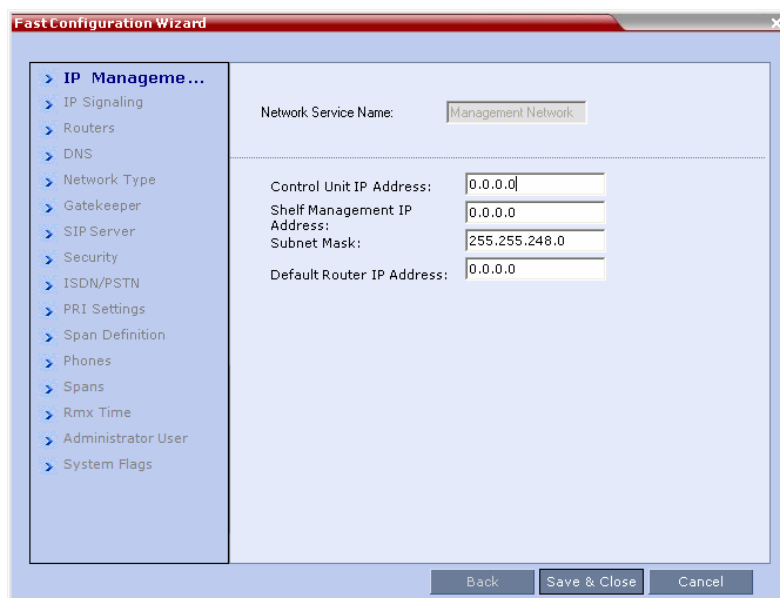 Fast Configuration Wizard
IP Manageme...
IP Signaling
Routers
DNS
Network Type
Gatekeeper
SIP Server
Security
ISDN/PSTN
PRI Settings
Span Definition
Phones
Spans
Rmx Time
Administrator User
System Flags
Network Service Name: Management Network
Control Unit IP Address: 0.0.0.0
Shelf Management IP
Address: 0.0.0.0
Subnet Mask: 255.255.248.0
Default Router IP Address: 0.0.0.0
Back Save & Close Cancel